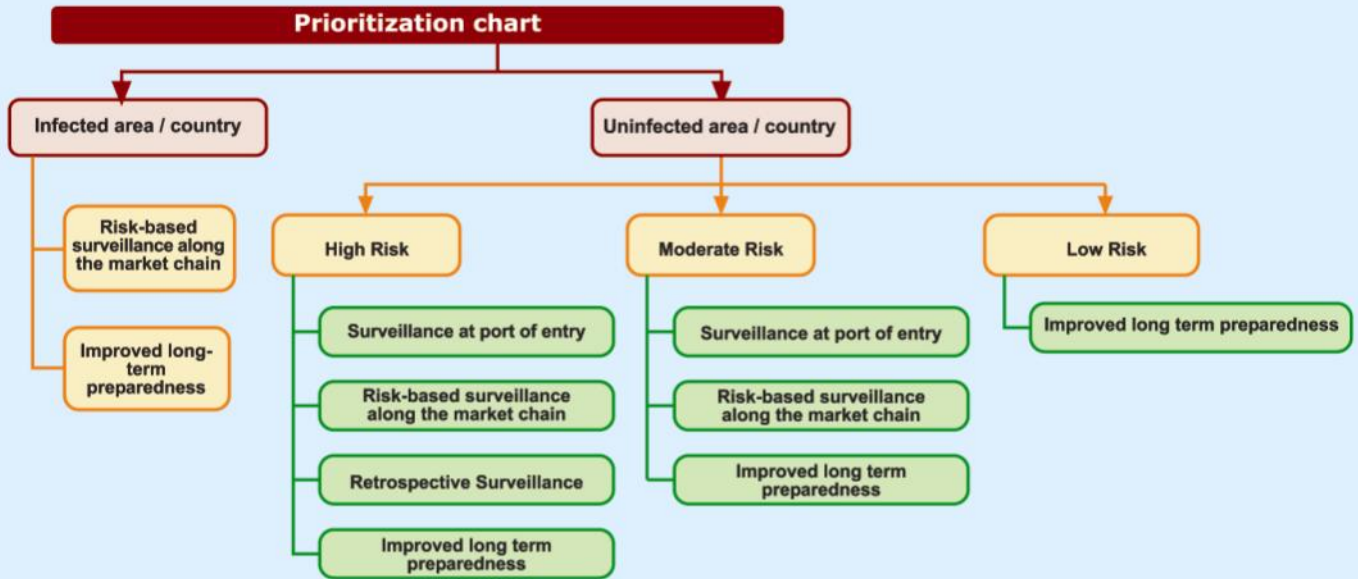 Prioritization chart
Infected area / country
Uninfected area / country
Risk-based
surveillance along
the market chain
Improved long-
term
preparedness
High Risk
Surveillance at port of entry
Risk-based surveillance
along the market chain
Retrospective Surveillance
Improved long term
preparedness
Moderate Risk
Surveillance at port of entry
Risk-based surveillance
along the market chain
Improved long term
preparedness
Low Risk
Improved long term preparedness